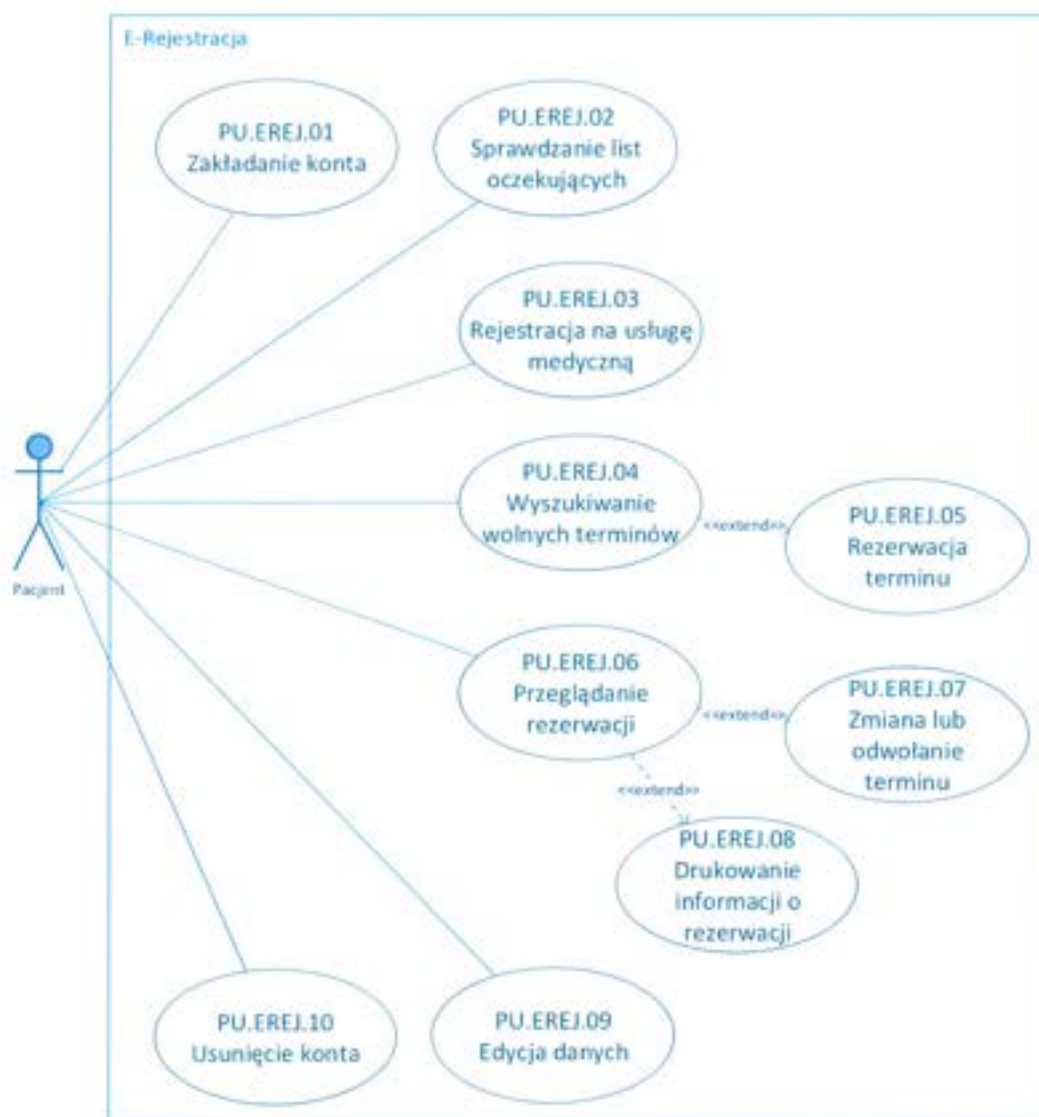 E-Rejestracja
PU.EREJ.01
Zakładanie konta
PU.EREJ.02
Sprawdzanie list
oczekujących
PU.EREJ.03
Rejestracja na usługę
medyczną
PU.EREJ.04
Wyszukiwanie
wolnych terminów
<<extend>>
PU.EREJ.05
Rezerwacja
terminu
Pacjent
PU.EREJ.06
Przeglądanie
rezerwacji
<<extend>>
PU.EREJ.07
Zmiana lub
odwołanie
terminu
<<extend>>
PU.EREJ.08
Drukowanie
informacji o
rezerwacji
PU.EREJ.10
Usunięcie konta
PU.EREJ.09
Edycja danych